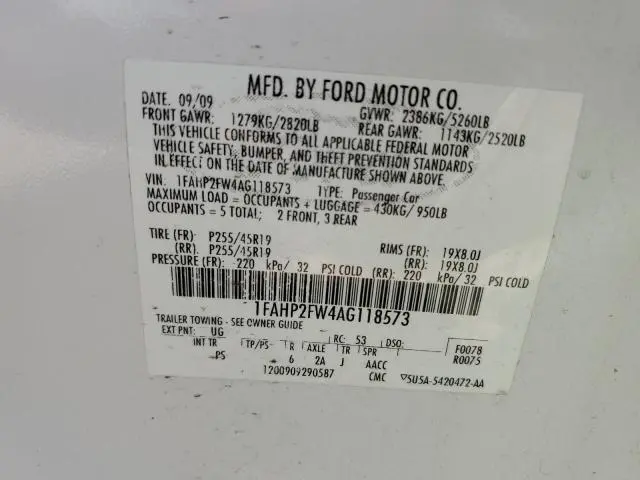 MFD. BY FORD MOTOR CO.
DATE: 09/09 GVWR: 2386KG/5260LB
FRONT GAWR: 1279KG/2820LB REAR GAWR: 1143KG/2520LB
THIS VEHICLE CONFORMS TO ALL APPLICABLE FEDERAL MOTOR
VEHICLE SAFETY, BUMPER, AND THEFT PREVENTION STANDARDS
IN EFFECT ON THE DATE OF MANUFACTURE SHOWN ABOVE.
VIN: 1FAHP2FW4AG118573 TYPE: Passenger Car
MAXIMUM LOAD = OCCUPANTS + LUGGAGE = 430KG/950LB
OCCUPANTS = 5 TOTAL; 2 FRONT, 3 REAR
TIRE (FR): P255/45R19 RIMS (FR): 19X8.0J
(RR): P255/45R19 (RR): 19X8.0J
PRESSURE (FR): 220 kPa/ 32 PSI COLD (RR): 220 kPa/ 32 PSI COLD
1FAHP2FW4AG118573
TRAILER TOWING - SEE OWNER GUIDE
EXT PNT: UG RC: 53 DSO: F0078
INT TR TP/PS R AXLE TR SPR R0075
PS 6 2A J AACC
1200909290587 CMC 5U5A-5420472-AA